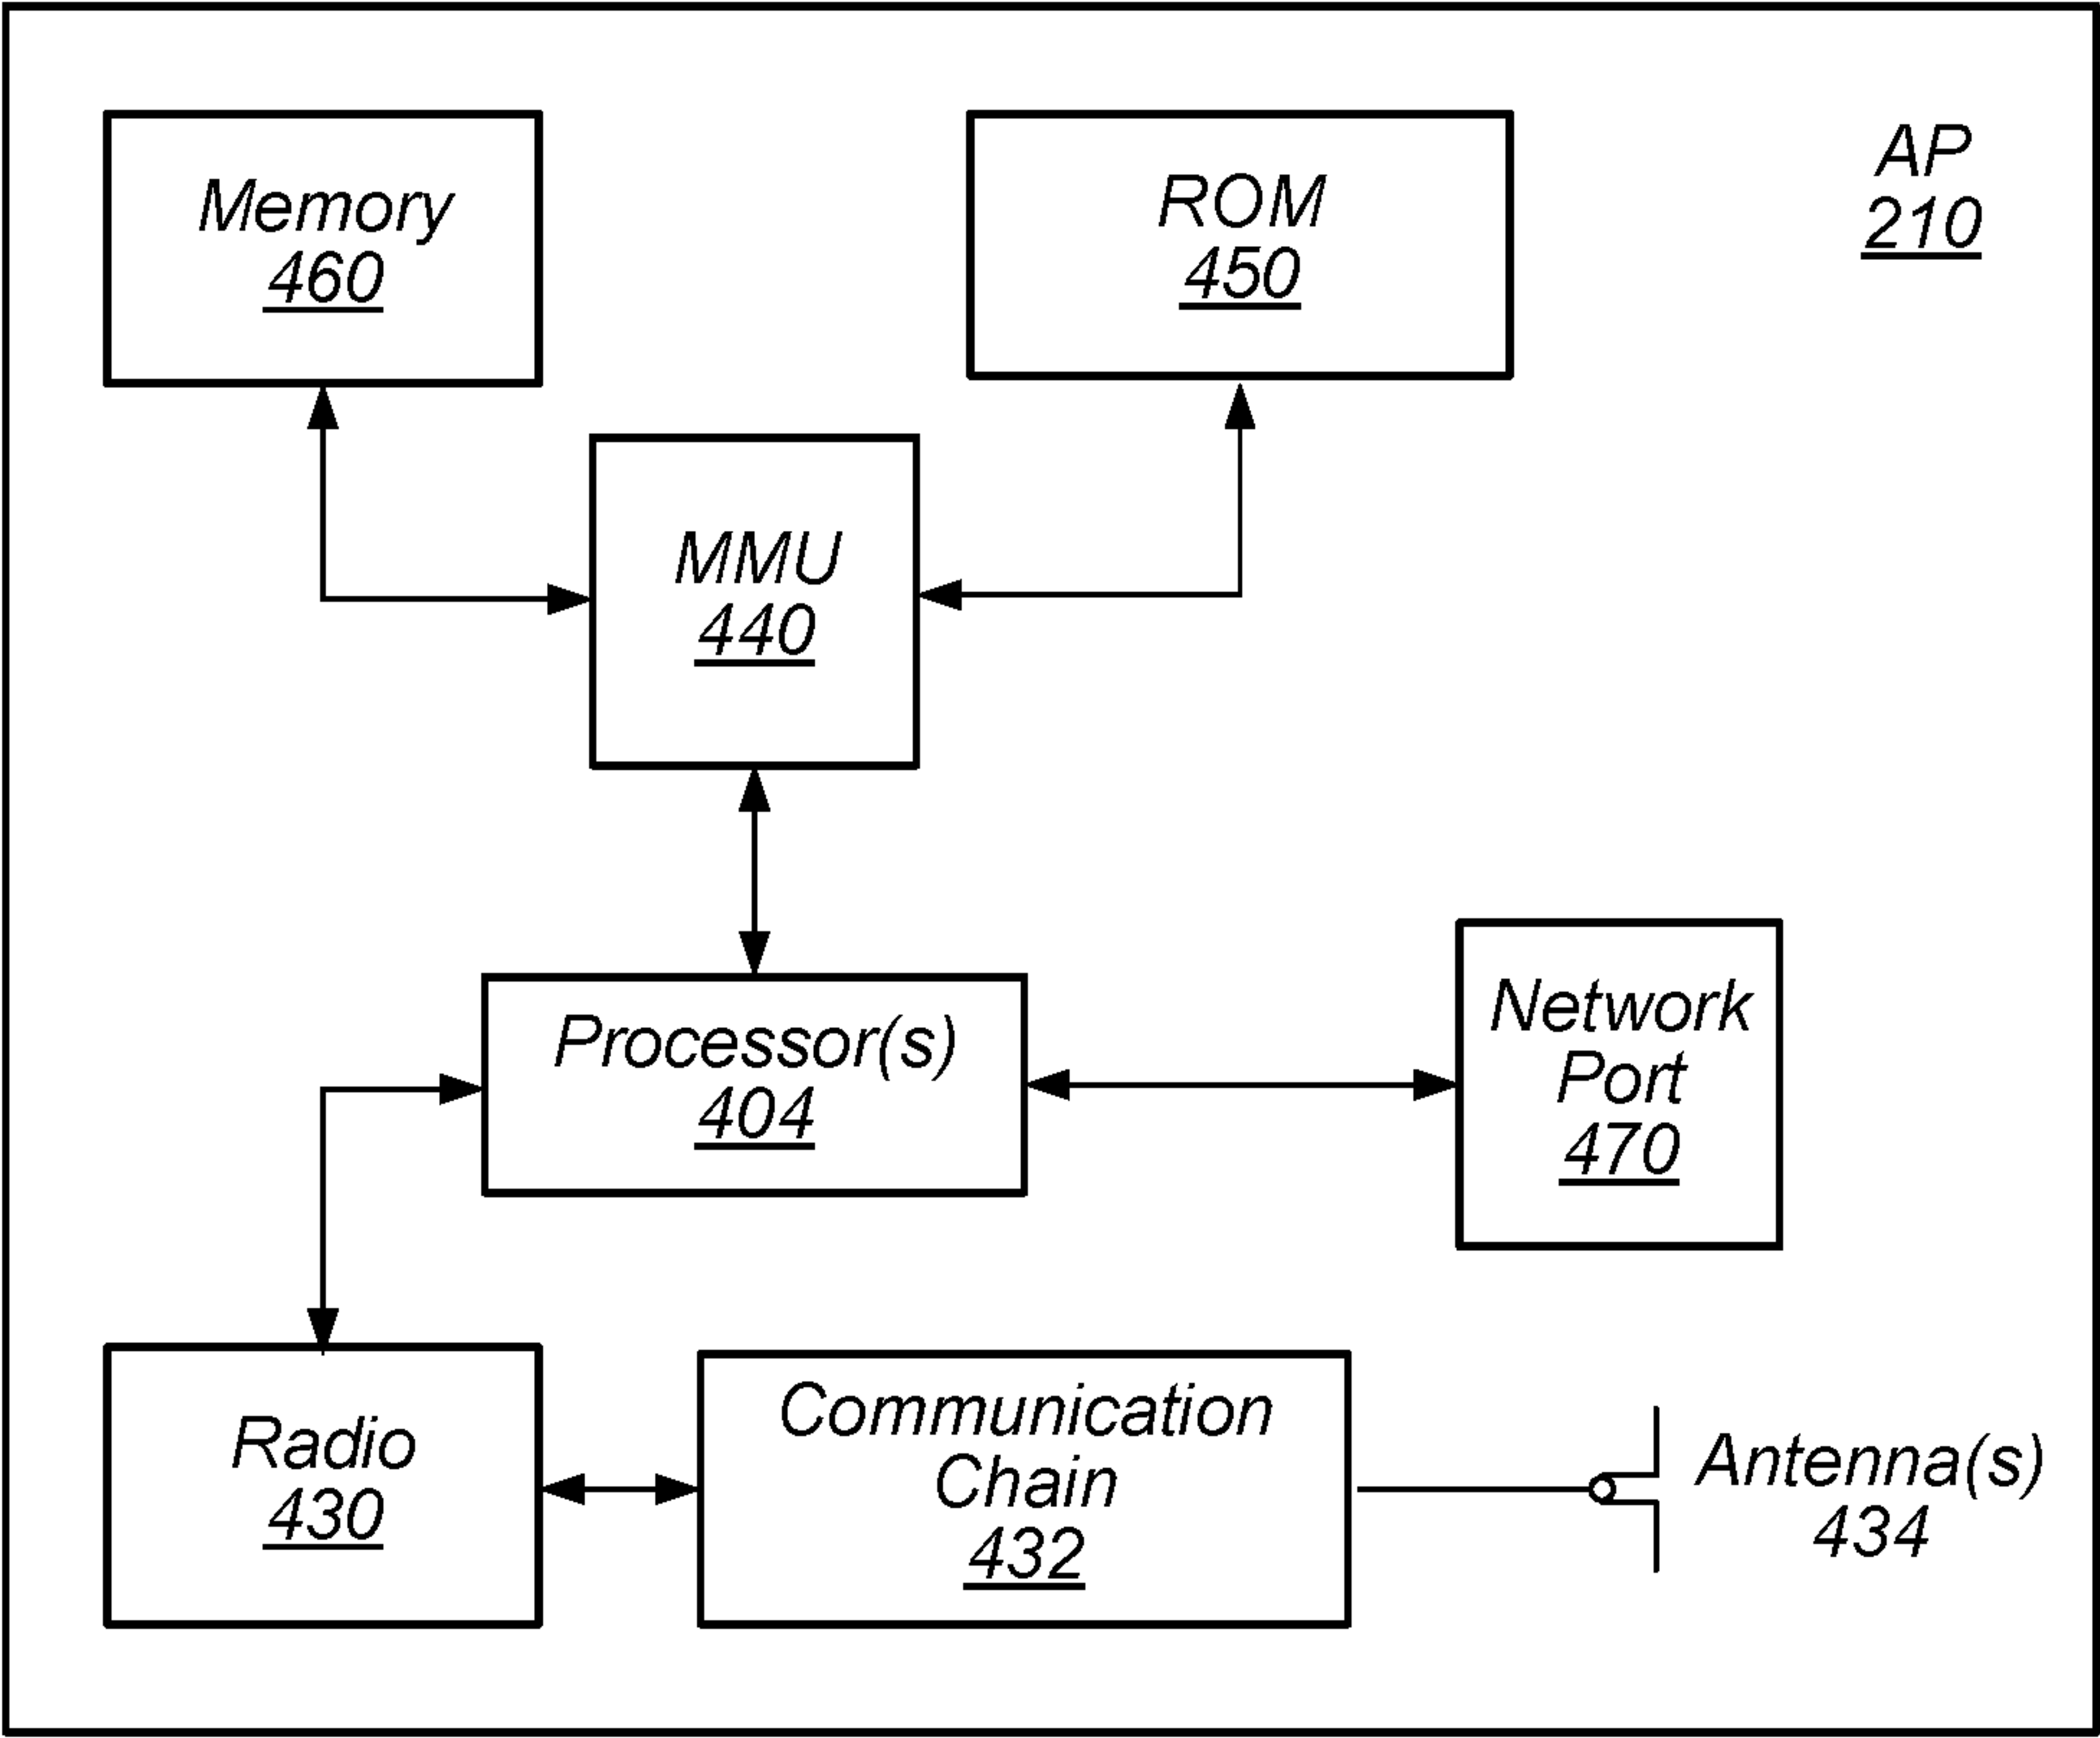 Memory
460
ROM
450
AP
210
MMU
440
Processor(s)
404
Network
Port
470
Radio
430
Communication
Chain
432
Antenna(s)
434